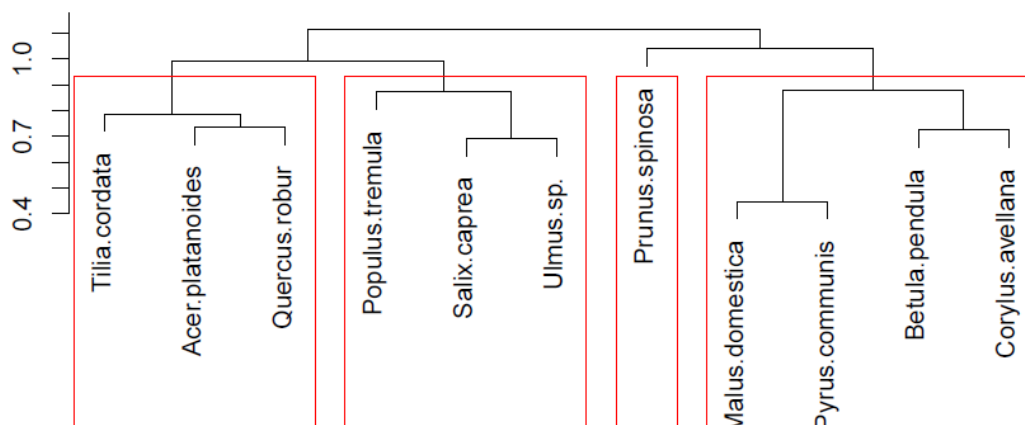 1.0
0.7
0.4
Tilia.cordata
Acer.platanoides
Quercus.robur
Populus.tremula
Salix.caprea
Ulmus.sp.
Prunus.spinosa
Malus.domestica
Pyrus.communis
Betula.pendula
Corylus.avellana